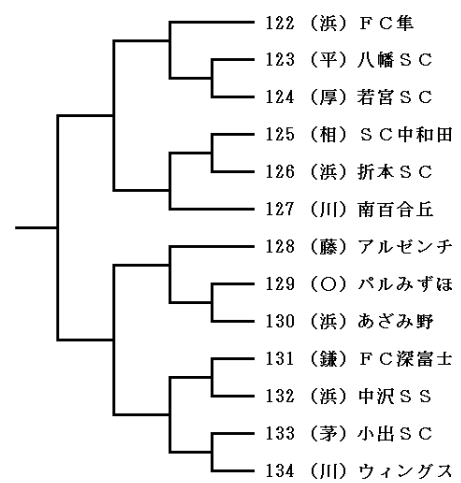 122 （浜）ＦＣ隼
123 （平）八幡ＳＣ
124 （厚）若宮ＳＣ
125 （相）ＳＣ中和田
126 （浜）折本ＳＣ
127 （川）南百合丘
128 （藤）アルゼンチ
129 （〇）パルみずほ
130 （浜）あざみ野
131 （鎌）ＦＣ深富士
132 （浜）中沢ＳＳ
133 （茅）小出ＳＣ
134 （川）ウィングス